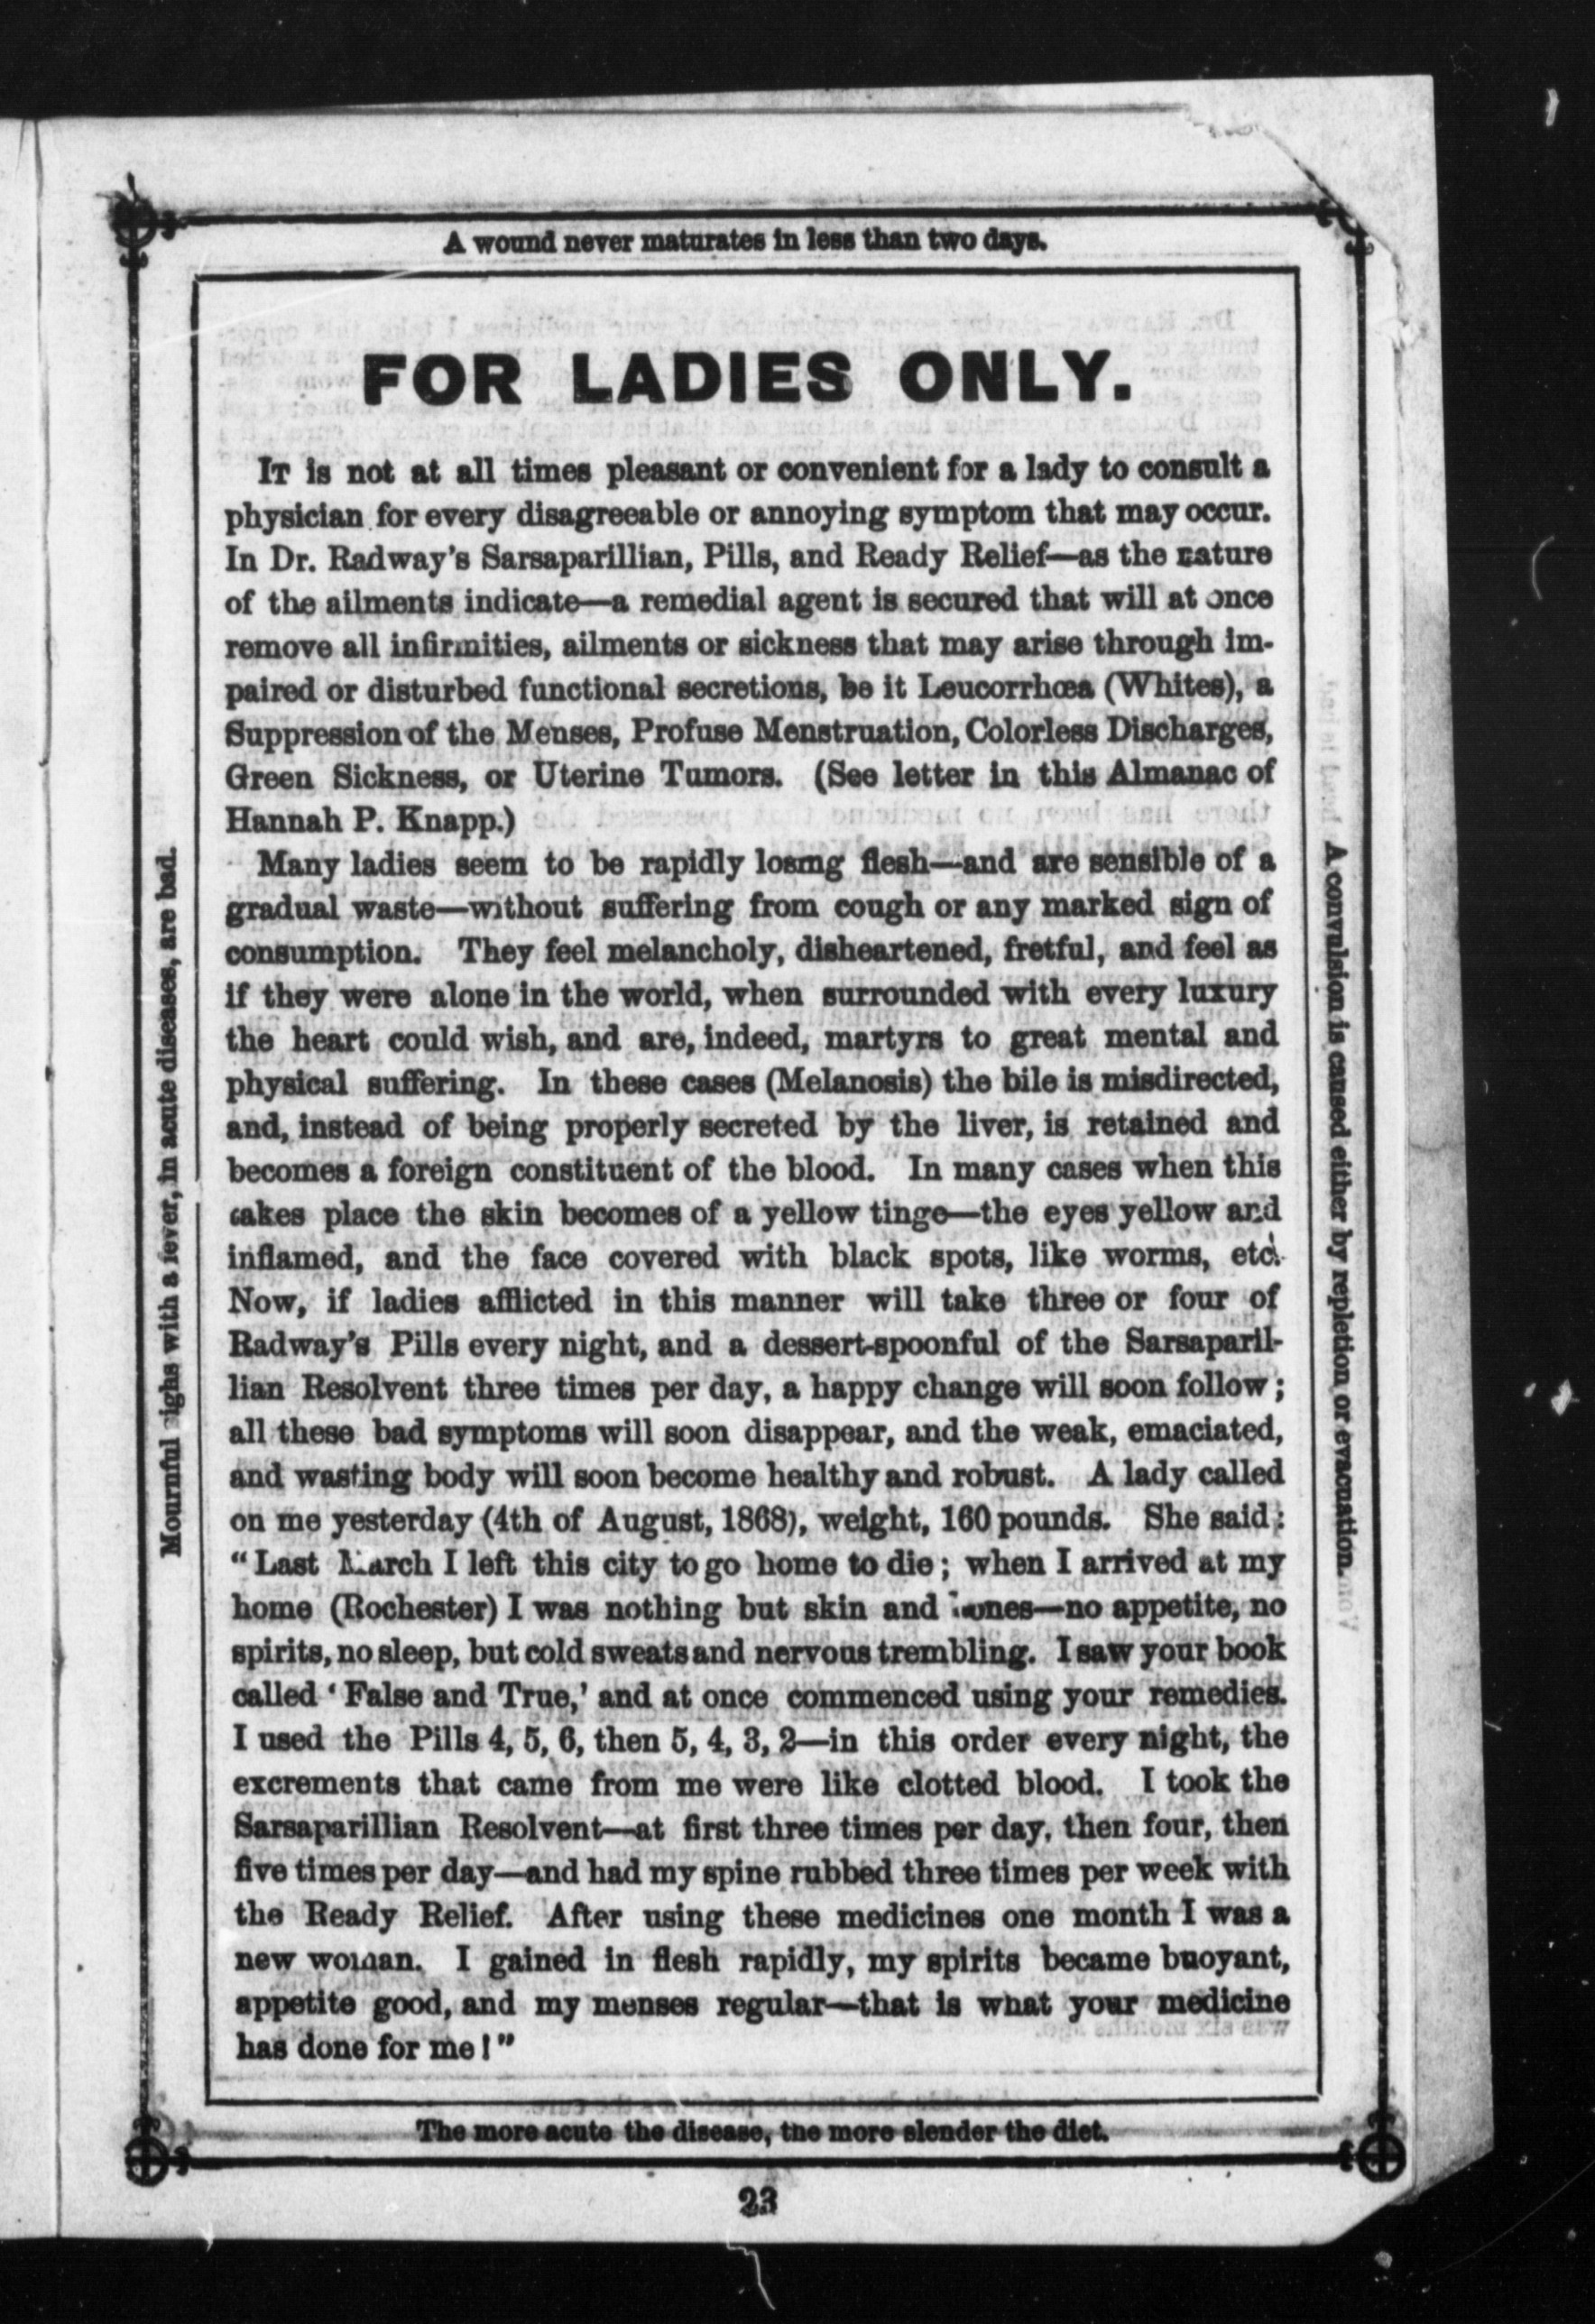 A wound never maturates in less than two days.
FOR LADIES ONLY.
IT is not at all times pleasant or convenient for a lady to consult a
physician for every disagreeable or annoying symptom that may occur.
In Dr. Radway's Sarsaparillian, Pills, and Ready Relief—as the nature
of the ailments indicate—a remedial agent is secured that will at once
remove all infirmities, ailments or sickness that may arise through im-
paired or disturbed functional secretions, be it Leucorrhœa (Whites), a
Suppression of the Menses, Profuse Menstruation, Colorless Discharges,
Green Sickness, or Uterine Tumors. (See letter in this Almanac of
Hannah P. Knapp.)
Many ladies seem to be rapidly losing flesh—and are sensible of a
gradual waste—without suffering from cough or any marked sign of
consumption. They feel melancholy, disheartened, fretful, and feel as
if they were alone in the world, when surrounded with every luxury
the heart could wish, and are, indeed, martyrs to great mental and
physical suffering. In these cases (Melanosis) the bile is misdirected,
and, instead of being properly secreted by the liver, is retained and
becomes a foreign constituent of the blood. In many cases when this
takes place the skin becomes of a yellow tinge—the eyes yellow and
inflamed, and the face covered with black spots, like worms, etc.
Now, if ladies afflicted in this manner will take three or four of
Radway's Pills every night, and a dessert-spoonful of the Sarsaparil-
lian Resolvent three times per day, a happy change will soon follow;
all these bad symptoms will soon disappear, and the weak, emaciated,
and wasting body will soon become healthy and robust. A lady called
on me yesterday (4th of August, 1868), weight, 160 pounds. She said:
"Last March I left this city to go home to die; when I arrived at my
home (Rochester) I was nothing but skin and bones—no appetite, no
spirits, no sleep, but cold sweats and nervous trembling. I saw your book
called 'False and True,' and at once commenced using your remedies.
I used the Pills 4, 5, 6, then 5, 4, 3, 2—in this order every night, the
excrements that came from me were like clotted blood. I took the
Sarsaparillian Resolvent—at first three times per day, then four, then
five times per day—and had my spine rubbed three times per week with
the Ready Relief. After using these medicines one month I was a
new woman. I gained in flesh rapidly, my spirits became buoyant,
appetite good, and my menses regular—that is what your medicine
has done for me!"
The more acute the disease, the more slender the diet.
Mournful sighs with a fever, in acute diseases, are bad.
A convulsion is caused either by repletion or evacuation.
23